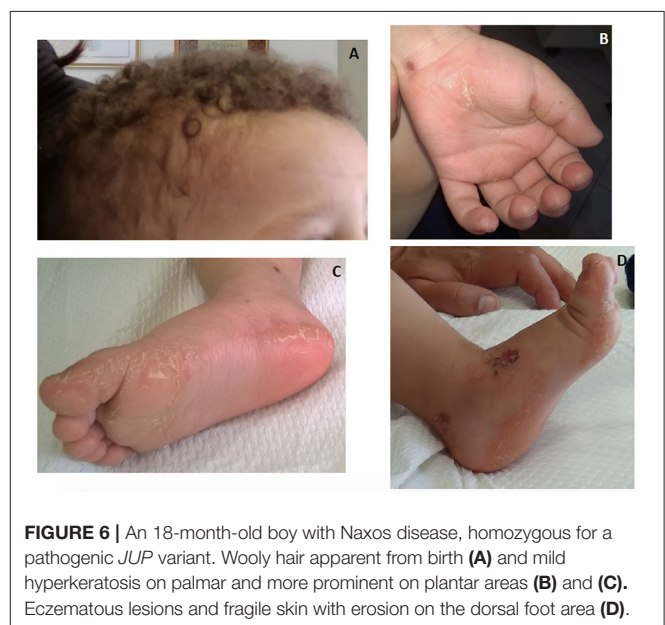 A
B
C
D
FIGURE 6 | An 18-month-old boy with Naxos disease, homozygous for a
pathogenic JUP variant. Wooly hair apparent from birth (A) and mild
hyperkeratosis on palmar and more prominent on plantar areas (B) and (C).
Eczematous lesions and fragile skin with erosion on the dorsal foot area (D).